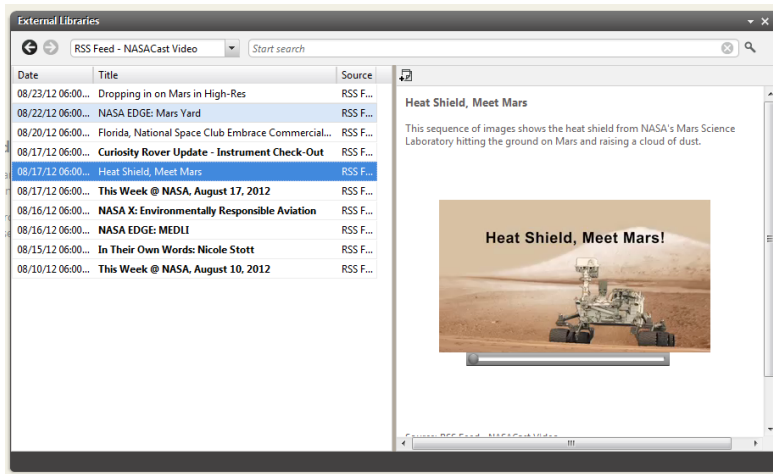 External Libraries
RSS Feed - NASACast Video
Start search
Date Title Source
08/23/12 06:00... Dropping in on Mars in High-Res RSS F...
08/22/12 06:00... NASA EDGE: Mars Yard RSS F...
08/20/12 06:00... Florida, National Space Club Embrace Commercial... RSS F...
08/17/12 06:00... Curiosity Rover Update - Instrument Check-Out RSS F...
08/17/12 06:00... Heat Shield, Meet Mars RSS F...
08/17/12 06:00... This Week @ NASA, August 17, 2012 RSS F...
08/16/12 06:00... NASA X: Environmentally Responsible Aviation RSS F...
08/16/12 06:00... NASA EDGE: MEDLI RSS F...
08/15/12 06:00... In Their Own Words: Nicole Stott RSS F...
08/10/12 06:00... This Week @ NASA, August 10, 2012 RSS F...
Heat Shield, Meet Mars
This sequence of images shows the heat shield from NASA's Mars Science
Laboratory hitting the ground on Mars and raising a cloud of dust.
Heat Shield, Meet Mars!
Source: RSS Feed - NASACast Video